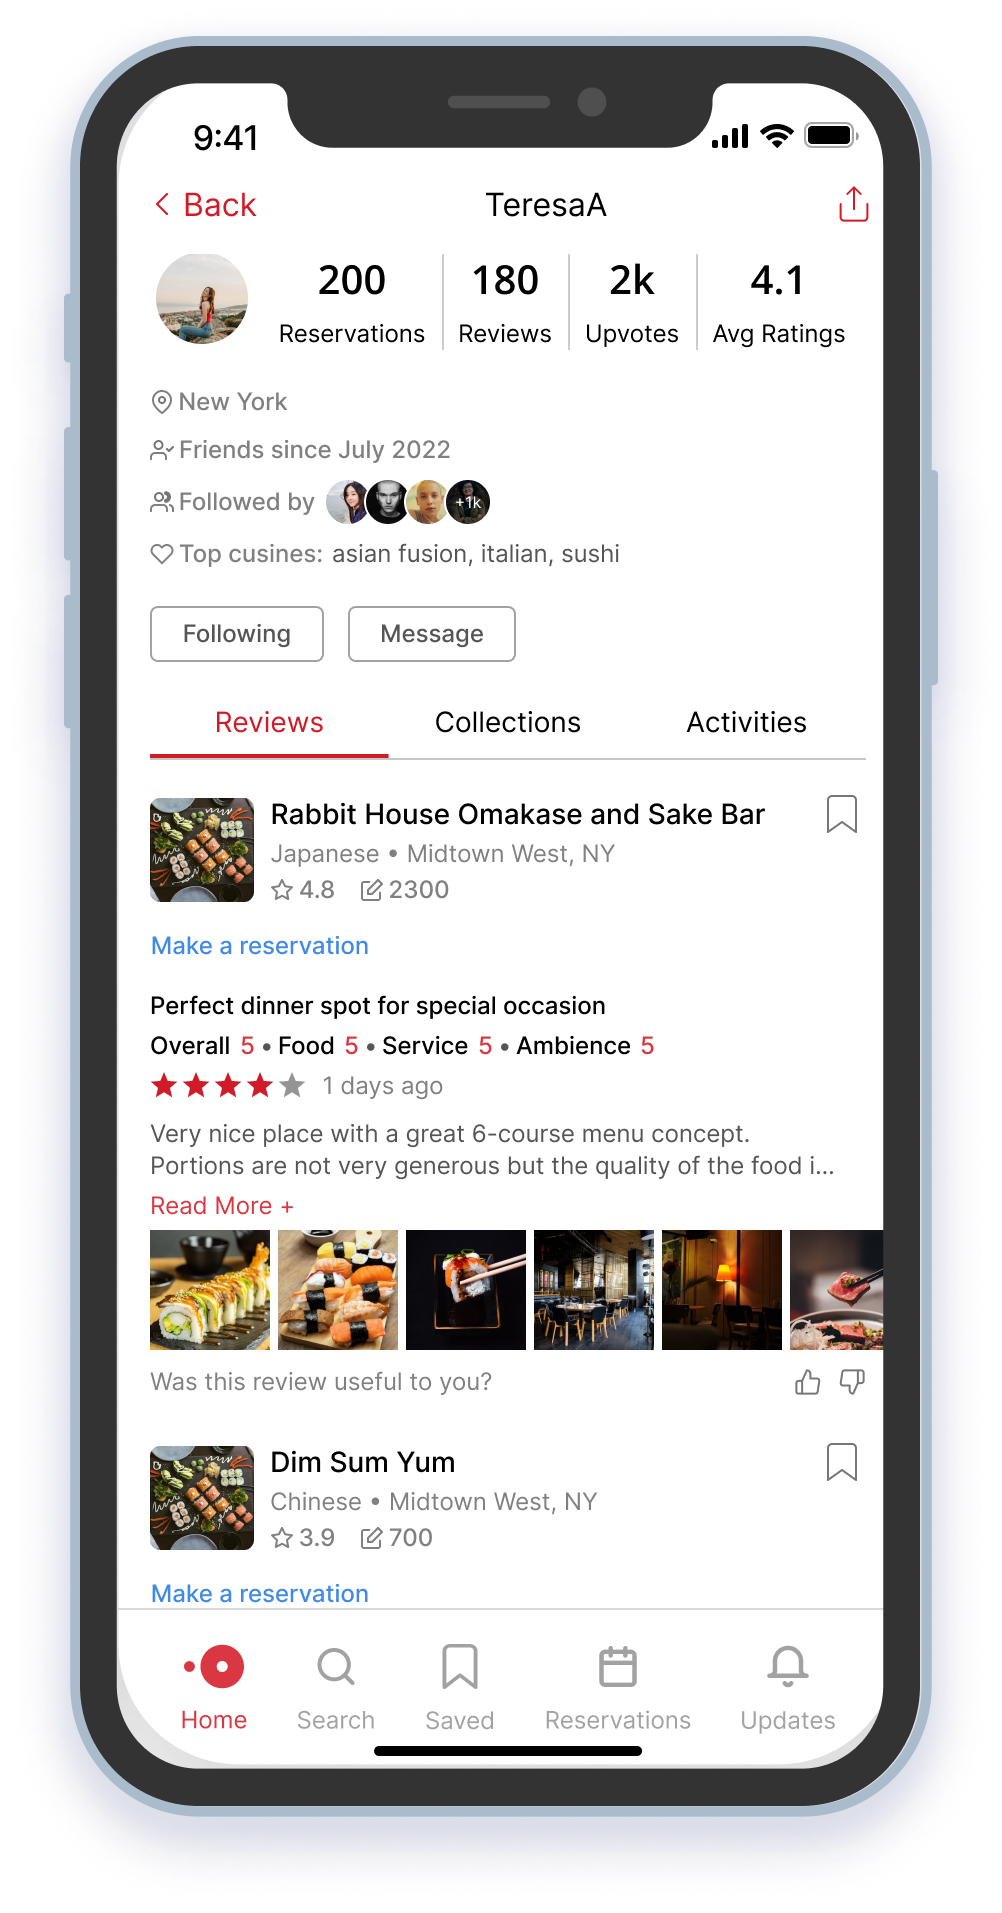 9:41
Back
TeresaA
200
180
2k
4.1
Reservations
Reviews
Upvotes
Avg Ratings
New York
Friends since July 2022
Followed by
+1k
Top cusines: asian fusion, italian, sushi
Following
Message
Reviews
Collections
Activities
Rabbit House Omakase and Sake Bar
Japanese • Midtown West, NY
4.8
2300
Make a reservation
Perfect dinner spot for special occasion
Overall 5 • Food 5 • Service 5 • Ambience 5
1 days ago
Very nice place with a great 6-course menu concept.
Portions are not very generous but the quality of the food i...
Read More +
Was this review useful to you?
Dim Sum Yum
Chinese • Midtown West, NY
3.9
700
Make a reservation
Home
Search
Saved
Reservations
Updates